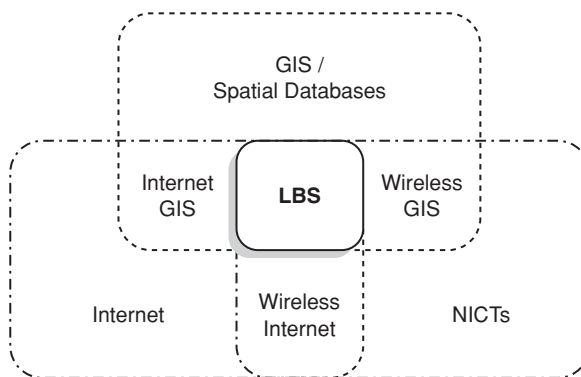 GIS /
Spatial Databases
Internet
GIS
LBS
Wireless
GIS
Internet
Wireless
Internet
NICTs